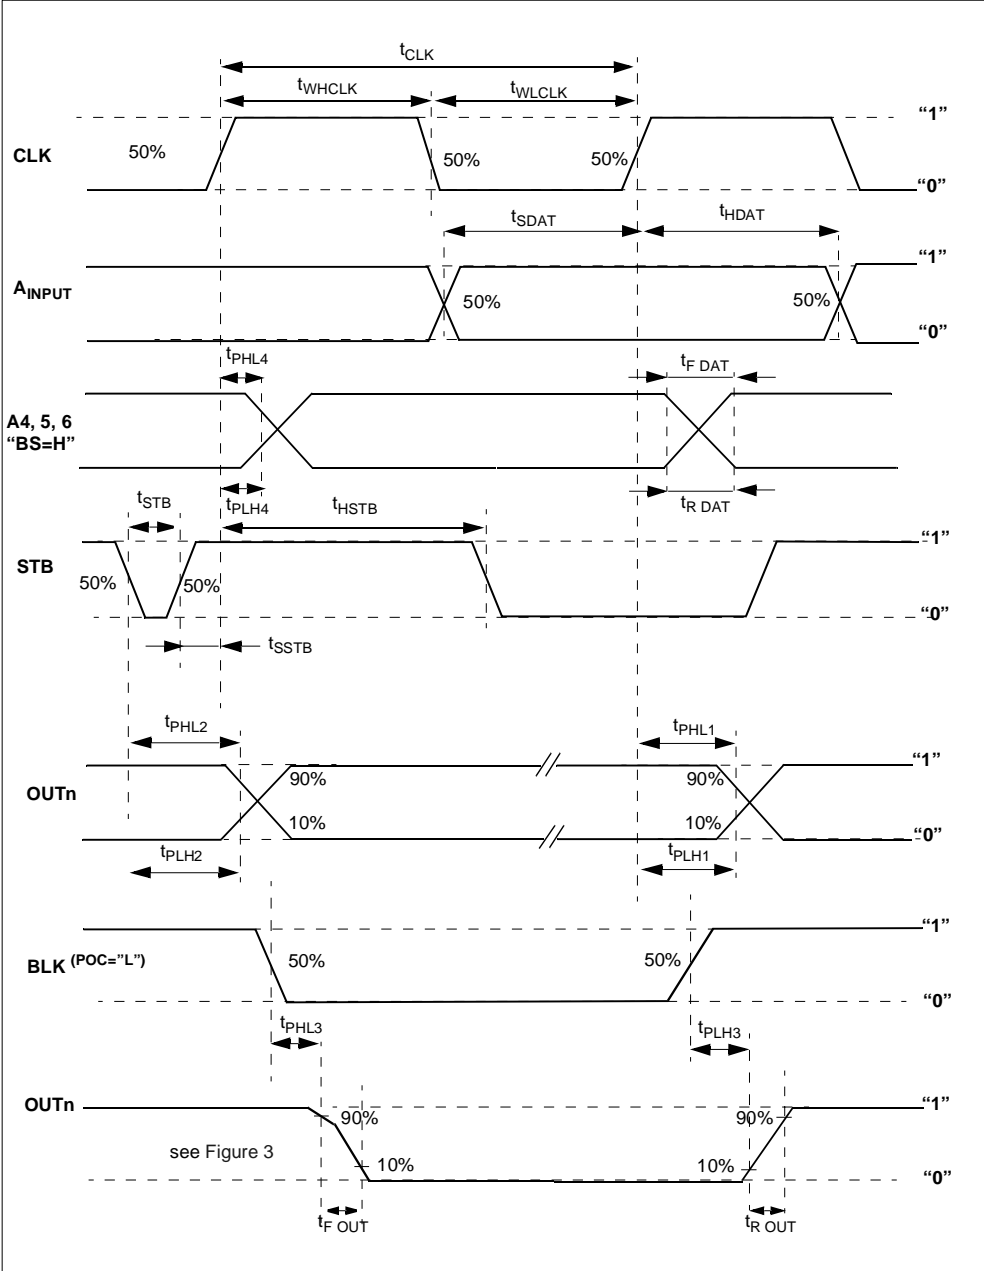 tCLK
tWHCLK tWLCLK
“1”
CLK 50% 50% 50%
“0”
tSDAT tHDAT
“1”
AINPUT 50% 50%
“0”
tPHL4 tF DAT
A4, 5, 6
“BS=H”
tSTB tPLH4 tHSTB tR DAT
“1”
STB
50% 50%
“0”
tSSTB
tPHL2 tPHL1
“1”
90% 90%
OUTn
10% 10%
“0”
tPLH2 tPLH1
“1”
BLK (POC=”L”) 50% 50%
“0”
tPHL3 tPLH3
OUTn “1”
90% 90%
see Figure 3
10% 10%
“0”
tF OUT tR OUT